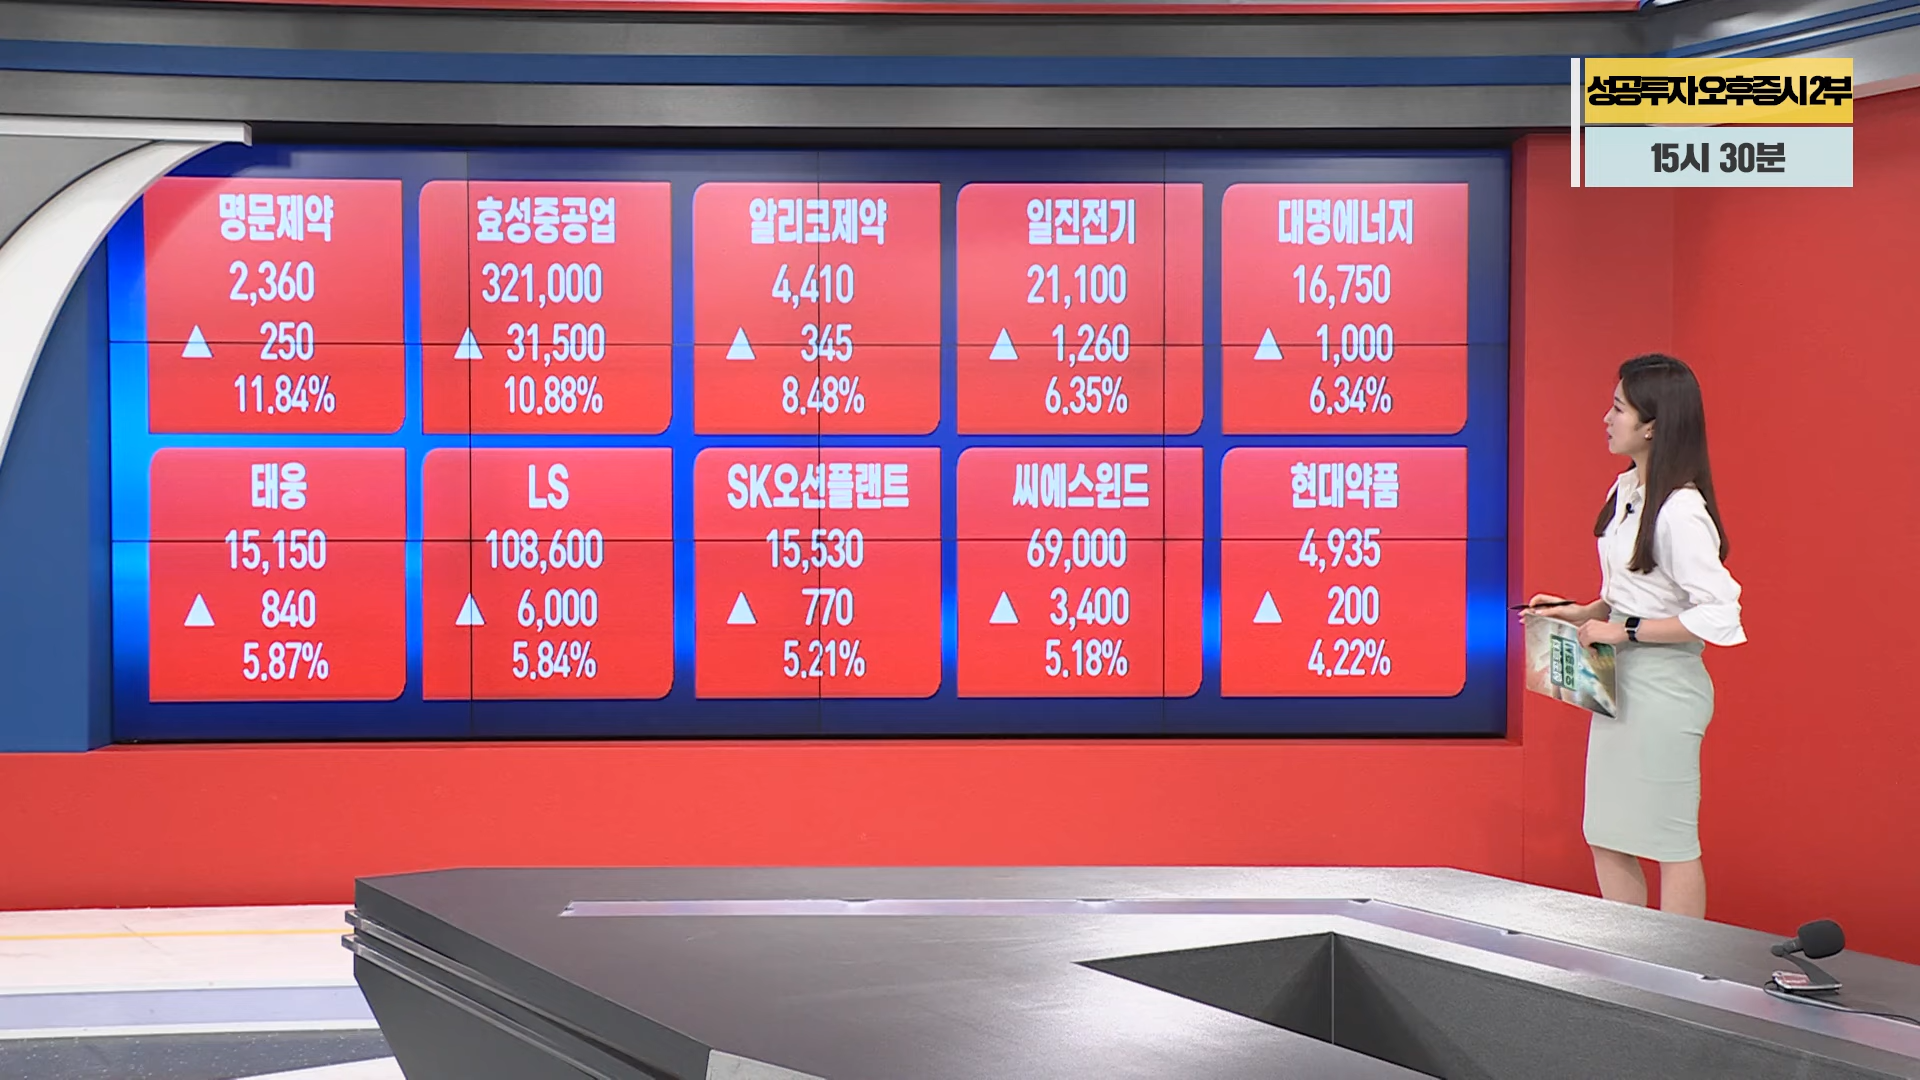 성공투자 오후증시 2부
15시 30분
명문제약
2,360
▲ 250
11.84%
효성중공업
321,000
▲ 31,500
10.88%
알리코제약
4,410
▲ 345
8.48%
일진전기
21,100
▲ 1,260
6.35%
대명에너지
16,750
▲ 1,000
6.34%
태웅
15,150
▲ 840
5.87%
LS
108,600
▲ 6,000
5.84%
SK오션플랜트
15,530
▲ 770
5.21%
씨에스윈드
69,000
▲ 3,400
5.18%
현대약품
4,935
▲ 200
4.22%